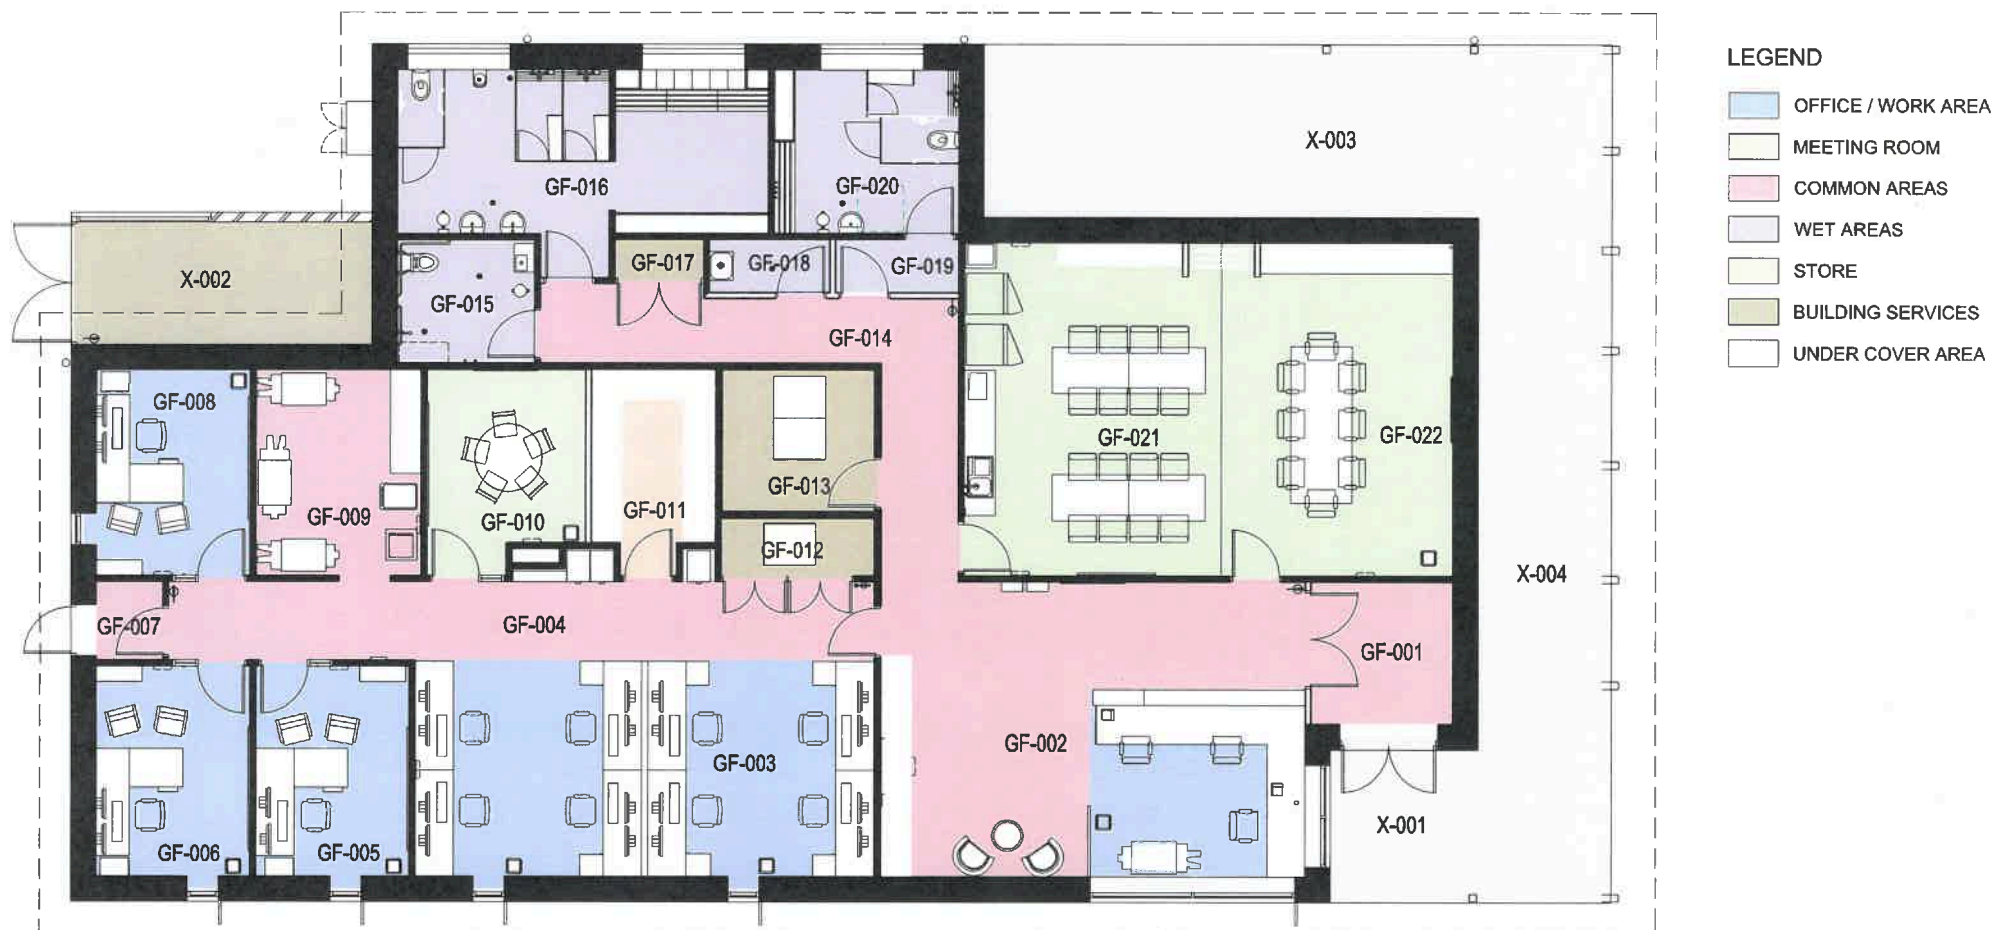 LEGEND
OFFICE / WORK AREA
MEETING ROOM
COMMON AREAS
WET AREAS
STORE
BUILDING SERVICES
UNDER COVER AREA
X-003
GF-016
GF-020
X-002
GF-017
GF-018
GF-019
GF-015
GF-014
GF-008
GF-021
GF-022
GF-013
GF-009
GF-010
GF-011
GF-012
X-004
GF-007
GF-004
GF-001
GF-002
GF-003
X-001
GF-006
GF-005